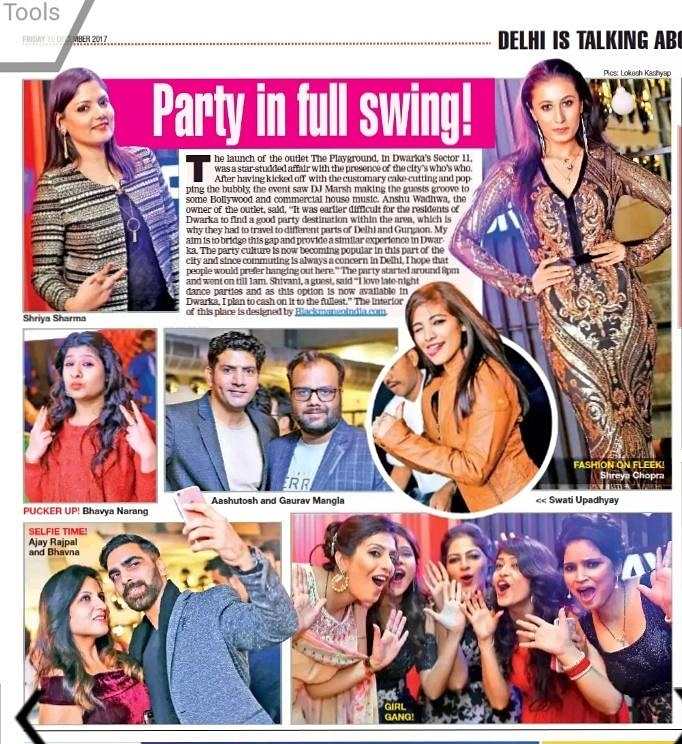 Tools
FRIDAY 15 DECEMBER 2017
DELHI IS TALKING ABO
Pics: Lokesh Kashyap
Party in full swing!
The launch of the outlet The Playground, in Dwarka's Sector 11,
was a star-studded affair with the presence of the city's who's who.
After having kicked off with the customary cake-cutting and pop
ping the bubbly, the event saw DJ Marsh making the guests groove to
some Bollywood and commercial house music. Anshu Wadhwa, the
owner of the outlet, said, "It was earlier difficult for the residents of
Dwarka to find a good party destination within the area, which is
why they had to travel to different parts of Delhi and Gurgaon. My
aim is to bridge this gap and provide a similar experience in Dwar-
ka. The party culture is now becoming popular in this part of the
city and since commuting is always a concern in Delhi, I hope that
people would prefer hanging out here." The party started around 8pm
and went on till 1am. Shivani, a guest, said "I love late-night
dance parties and as this option is now available in
Dwarka, I plan to cash on it to the fullest." The interior
of this place is designed by Blackmangoindia.com.
Shriya Sharma
FASHION ON FLEEK!
Shreya Chopra
PUCKER UP! Bhavya Narang
Aashutosh and Gaurav Mangla
<< Swati Upadhyay
SELFIE TIME!
Ajay Rajpal
and Bhavna
GIRL
GANG!